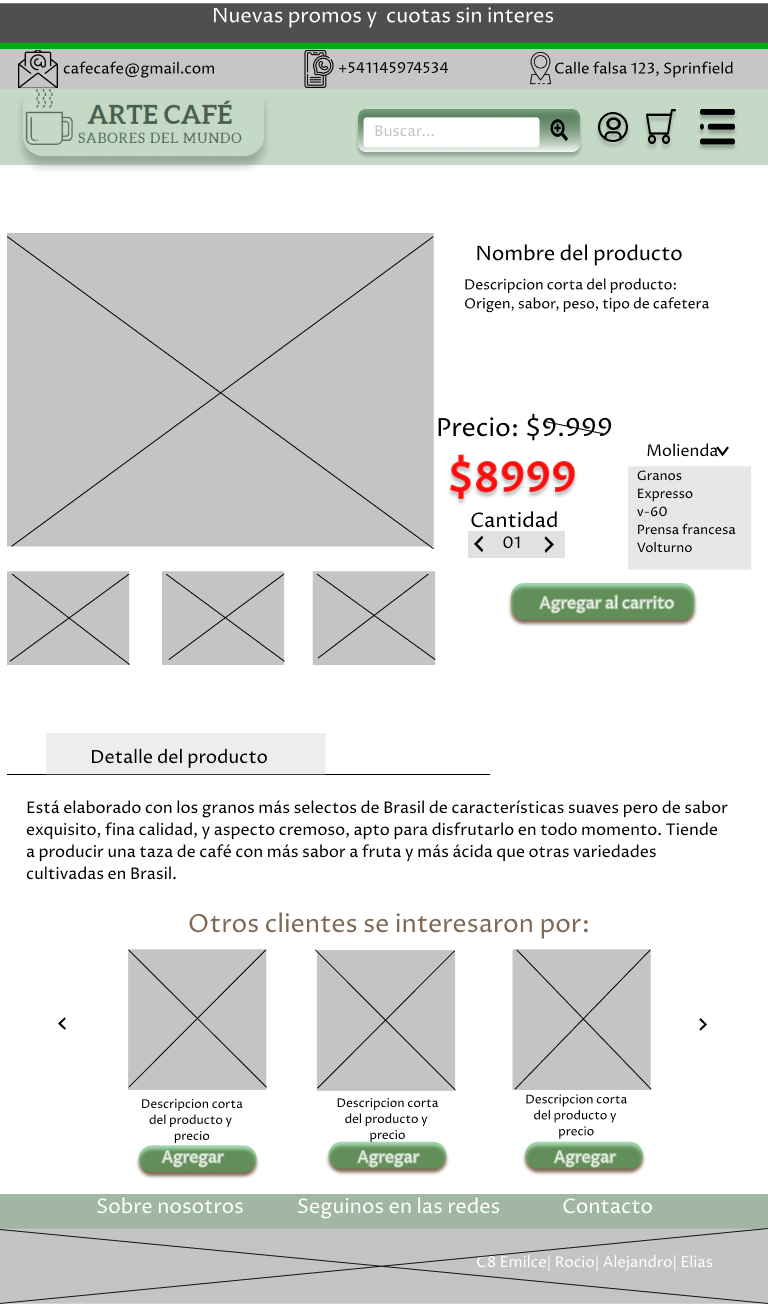 Nuevas promos y cuotas sin interes
cafecafe@gmail.com
+541145974534
Calle falsa 123, Sprinfield
ARTE CAFÉ
SABORES DEL MUNDO
Buscar...
Nombre del producto
Descripcion corta del producto:
Origen, sabor, peso, tipo de cafetera
Precio: $9.999
$8999
Molienda
Granos
Expresso
v-60
Prensa francesa
Volturno
Cantidad
01
Agregar al carrito
Detalle del producto
Está elaborado con los granos más selectos de Brasil de características suaves pero de sabor
exquisito, fina calidad, y aspecto cremoso, apto para disfrutarlo en todo momento. Tiende
a producir una taza de café con más sabor a fruta y más ácida que otras variedades
cultivadas en Brasil.
Otros clientes se interesaron por:
Descripcion corta
del producto y
precio
Agregar
Descripcion corta
del producto y
precio
Agregar
Descripcion corta
del producto y
precio
Agregar
Sobre nosotros
Seguinos en las redes
Contacto
C8 Emilce| Rocio| Alejandro| Elias